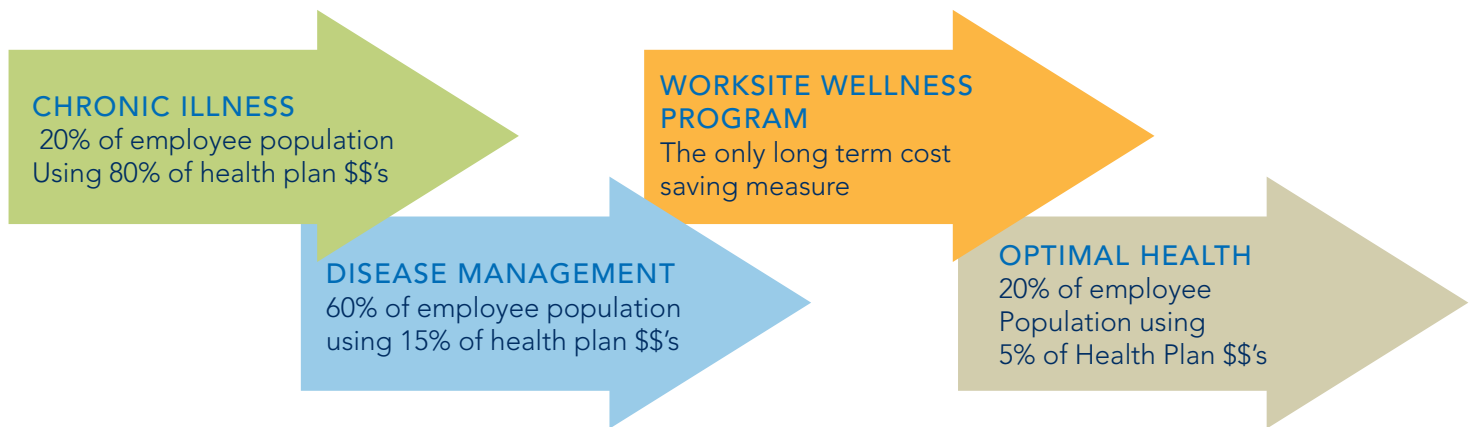 CHRONIC ILLNESS
20% of employee population
Using 80% of health plan $$'s
DISEASE MANAGEMENT
60% of employee population
using 15% of health plan $$'s
WORKSITE WELLNESS
PROGRAM
The only long term cost
saving measure
OPTIMAL HEALTH
20% of employee
Population using
5% of Health Plan $$'s